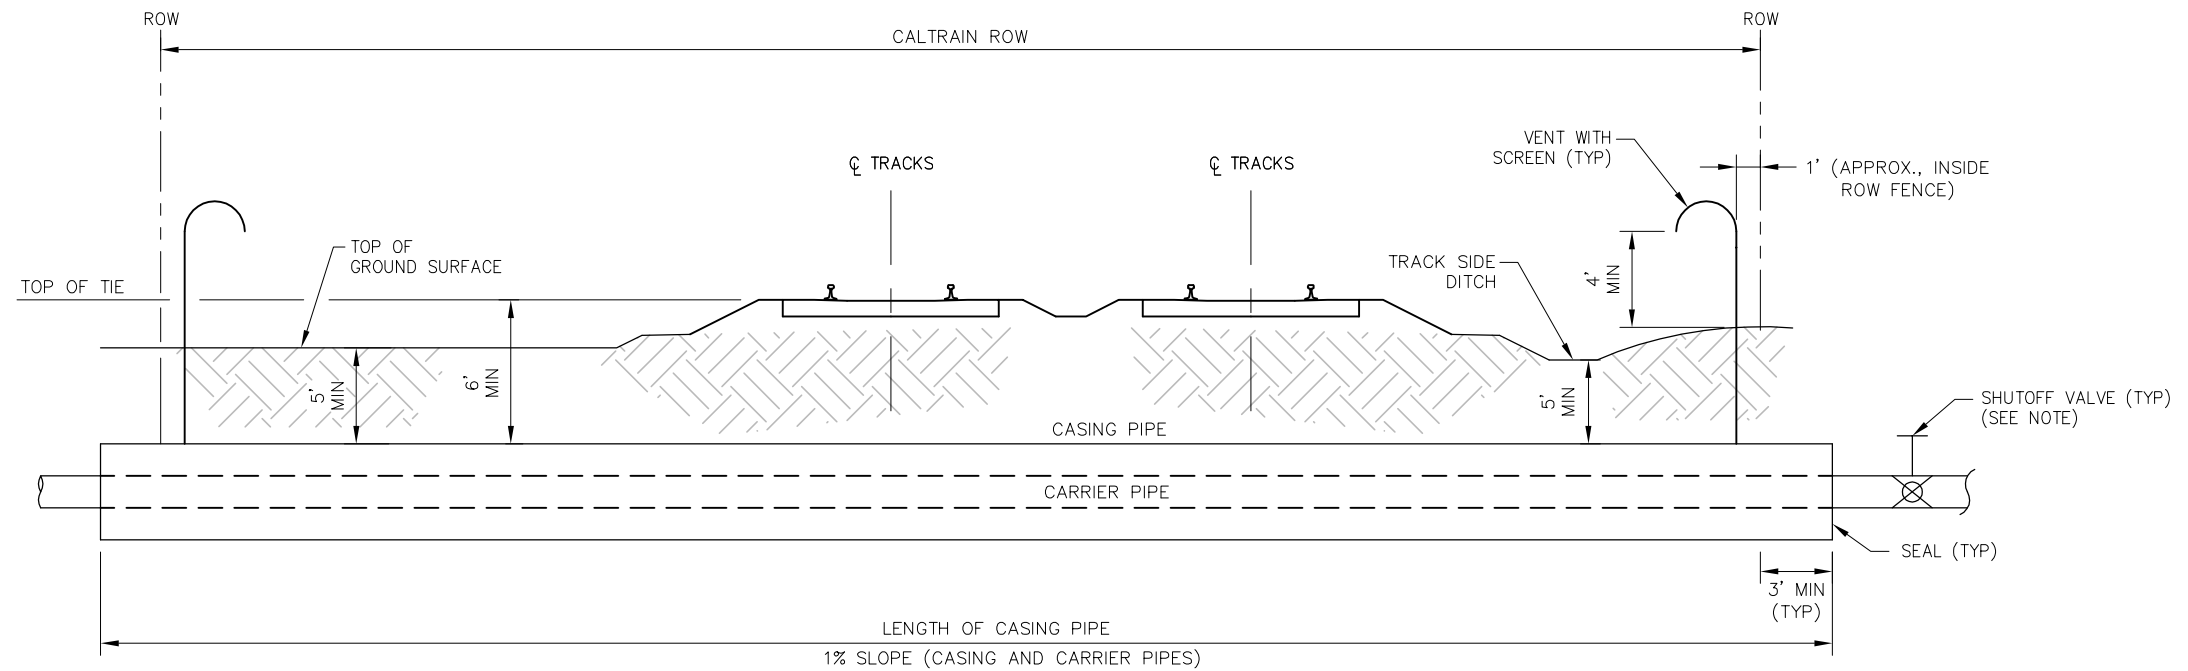 ROW
ROW
CALTRAIN ROW
VENT WITH
SCREEN (TYP)
℄ TRACKS
℄ TRACKS
1' (APPROX., INSIDE
ROW FENCE)
TOP OF
GROUND SURFACE
TRACK SIDE
DITCH
TOP OF TIE
4'
MIN
5'
MIN
6'
MIN
5'
MIN
SHUTOFF VALVE (TYP)
(SEE NOTE)
CASING PIPE
CARRIER PIPE
SEAL (TYP)
3' MIN
(TYP)
LENGTH OF CASING PIPE
1% SLOPE (CASING AND CARRIER PIPES)